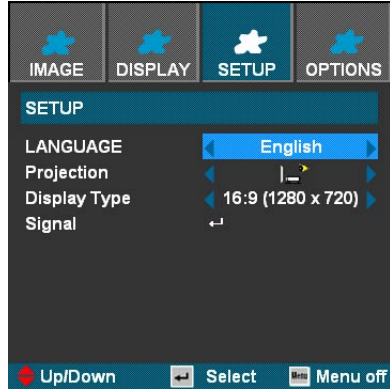 IMAGE DISPLAY SETUP OPTIONS
SETUP
LANGUAGE English
Projection
Display Type 16:9 (1280 x 720)
Signal
Up/Down Select Menu Menu off